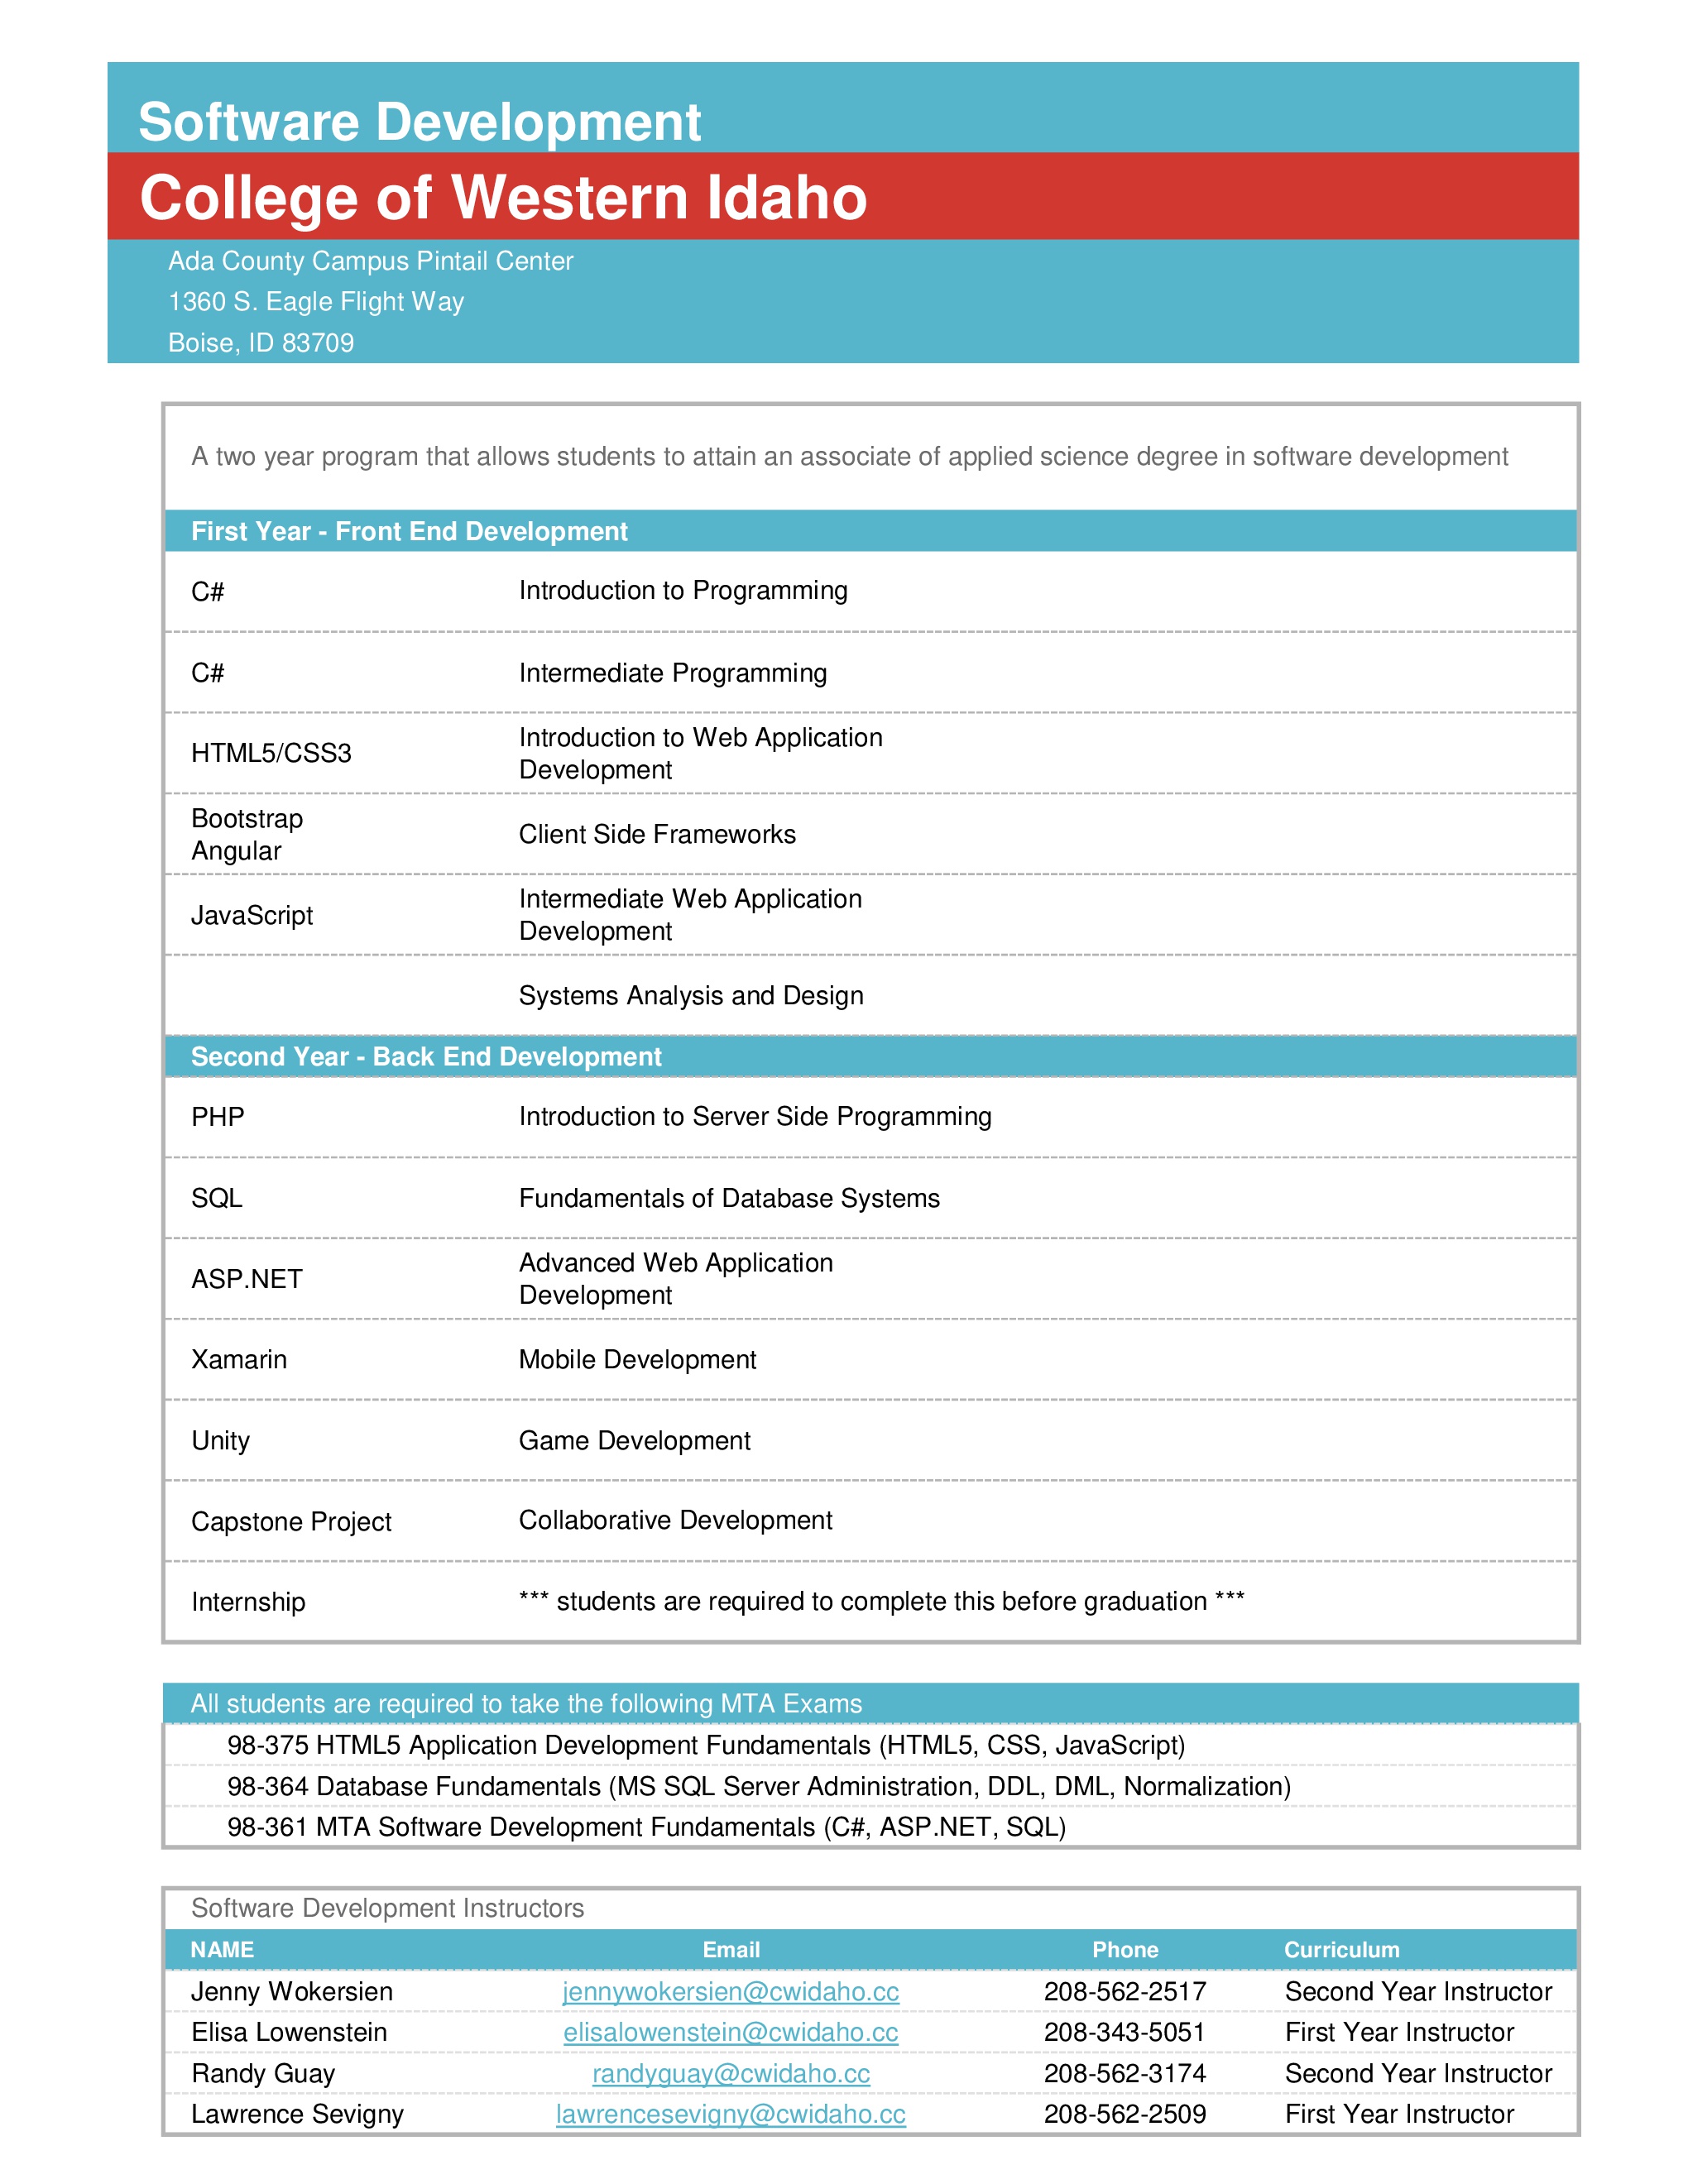 Software Development
College of Western Idaho
Ada County Campus Pintail Center
1360 S. Eagle Flight Way
Boise, ID 83709
A two year program that allows students to attain an associate of applied science degree in software development
First Year - Front End Development
C# Introduction to Programming
C# Intermediate Programming
HTML5/CSS3 Introduction to Web Application
Development
Bootstrap
Angular
Client Side Frameworks
JavaScript Intermediate Web Application
Development
Systems Analysis and Design
Second Year - Back End Development
PHP Introduction to Server Side Programming
SQL Fundamentals of Database Systems
ASP.NET Advanced Web Application
Development
Xamarin Mobile Development
Unity Game Development
Capstone Project Collaborative Development
Internship *** students are required to complete this before graduation ***
All students are required to take the following MTA Exams
98-375 HTML5 Application Development Fundamentals (HTML5, CSS, JavaScript)
98-364 Database Fundamentals (MS SQL Server Administration, DDL, DML, Normalization)
98-361 MTA Software Development Fundamentals (C#, ASP.NET, SQL)
Software Development Instructors
NAME Email Phone Curriculum
Jenny Wokersien jennywokersien@cwidaho.cc 208-562-2517 Second Year Instructor
Elisa Lowenstein elisalowenstein@cwidaho.cc 208-343-5051 First Year Instructor
Randy Guay randyguay@cwidaho.cc 208-562-3174 Second Year Instructor
Lawrence Sevigny lawrencesevigny@cwidaho.cc 208-562-2509 First Year Instructor